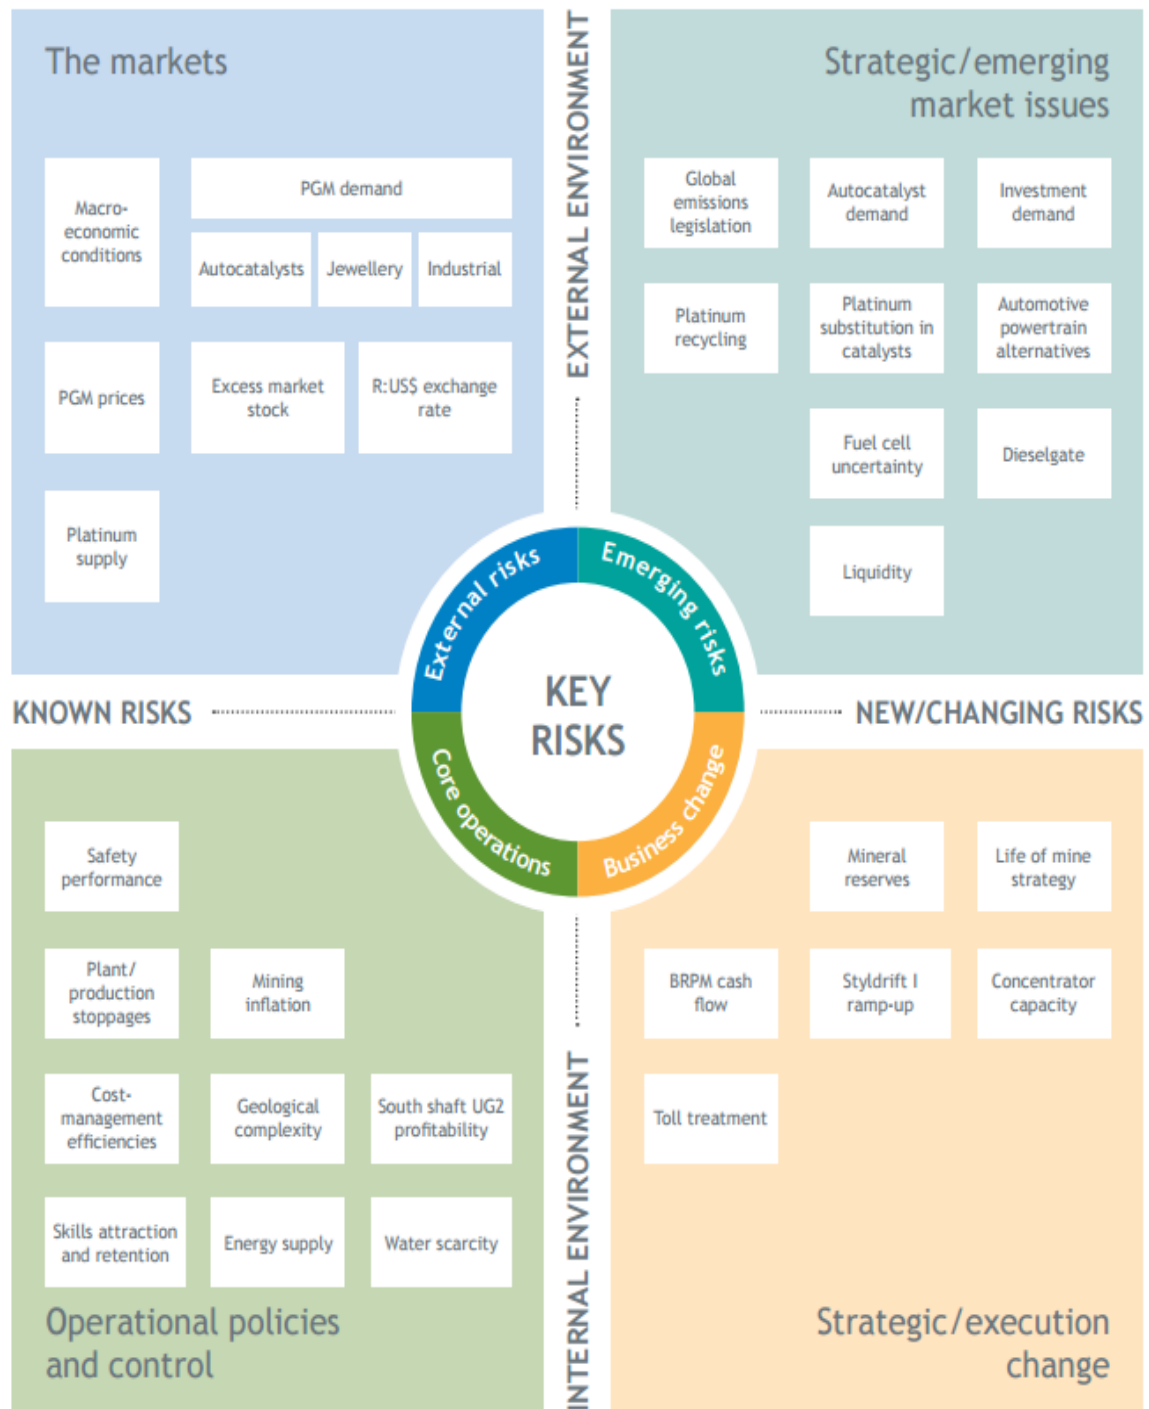 The markets
Macro-
economic
conditions
PGM demand
Autocatalysts
Jewellery
Industrial
PGM prices
Excess market
stock
R:US$ exchange
rate
Platinum
supply
EXTERNAL ENVIRONMENT
Strategic/emerging
market issues
Global
emissions
legislation
Autocatalyst
demand
Investment
demand
Platinum
recycling
Platinum
substitution in
catalysts
Automotive
powertrain
alternatives
Fuel cell
uncertainty
Dieselgate
Liquidity
KNOWN RISKS
External risks
Emerging risks
KEY
RISKS
Core operations
Business change
NEW/CHANGING RISKS
Safety
performance
Plant/
production
stoppages
Mining
inflation
Cost-
management
efficiencies
Geological
complexity
South shaft UG2
profitability
Skills attraction
and retention
Energy supply
Water scarcity
Operational policies
and control
INTERNAL ENVIRONMENT
Mineral
reserves
Life of mine
strategy
BRPM cash
flow
Styldrift I
ramp-up
Concentrator
capacity
Toll treatment
Strategic/execution
change